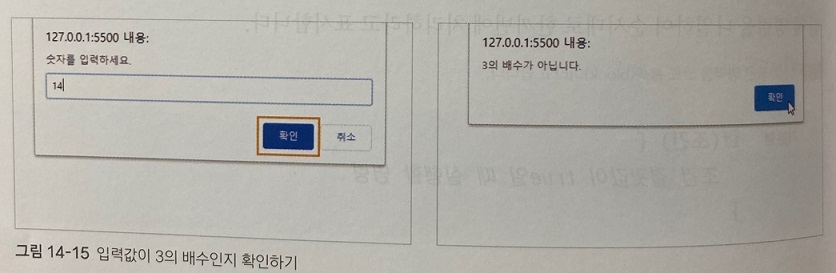 127.0.0.1:5500 내용:
숫자를 입력하세요.
14
확인
취소
127.0.0.1:5500 내용:
3의 배수가 아닙니다.
확인
그림 14-15 입력값이 3의 배수인지 확인하기